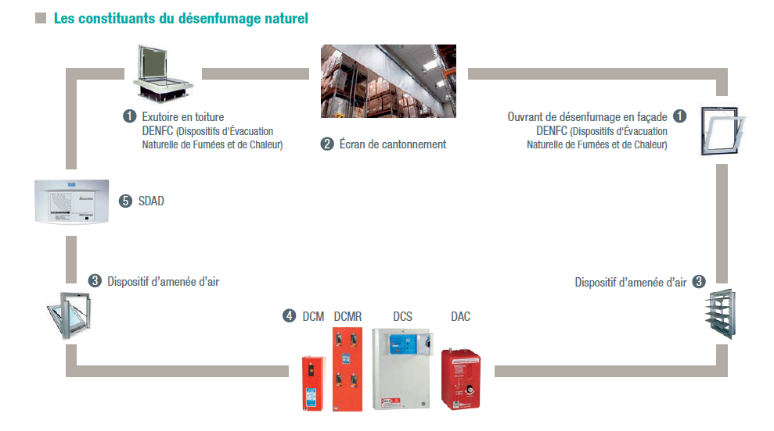 Les constituants du désenfumage naturel
1 Exutoire en toiture
DENFC (Dispositifs d'Évacuation
Naturelle de Fumées et de Chaleur)
2 Écran de cantonnement
Ouvrant de désenfumage en façade 1
DENFC (Dispositifs d'Évacuation
Naturelle de Fumées et de Chaleur)
5 SDAD
3 Dispositif d'amenée d'air
Dispositif d'amenée d'air 3
4 DCM DCMR DCS DAC